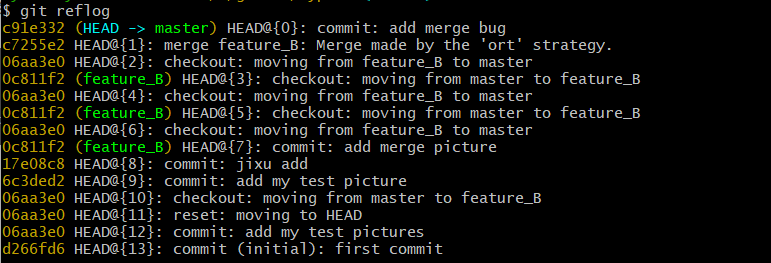 $ git reflog
c91e332 (HEAD -> master) HEAD@{0}: commit: add merge bug
c7255e2 HEAD@{1}: merge feature_B: Merge made by the 'ort' strategy.
06aa3e0 HEAD@{2}: checkout: moving from feature_B to master
0c811f2 (feature_B) HEAD@{3}: checkout: moving from master to feature_B
06aa3e0 HEAD@{4}: checkout: moving from feature_B to master
0c811f2 (feature_B) HEAD@{5}: checkout: moving from master to feature_B
06aa3e0 HEAD@{6}: checkout: moving from feature_B to master
0c811f2 (feature_B) HEAD@{7}: commit: add merge picture
17e08c8 HEAD@{8}: commit: jixu add
6c3ded2 HEAD@{9}: commit: add my test picture
06aa3e0 HEAD@{10}: checkout: moving from master to feature_B
06aa3e0 HEAD@{11}: reset: moving to HEAD
06aa3e0 HEAD@{12}: commit: add my test pictures
d266fd6 HEAD@{13}: commit (initial): first commit